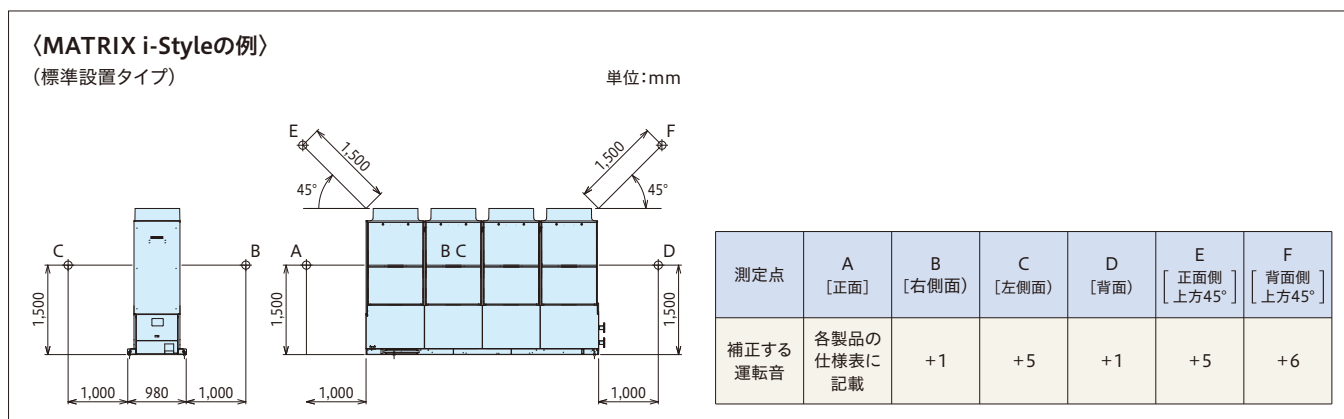 〈MATRIX i-Styleの例〉
（標準設置タイプ）
単位：mm
E
1,500
45°
F
1,500
45°
C
B
1,500
1,000
980
1,000
A
B C
D
1,500
1,500
1,000
1,000
測定点
A
［正面］
B
［右側面）
C
［左側面）
D
［背面）
E
［正面側
上方45°］
F
［背面側
上方45°］
補正する
運転音
各製品の
仕様表に
記載
+1
+5
+1
+5
+6